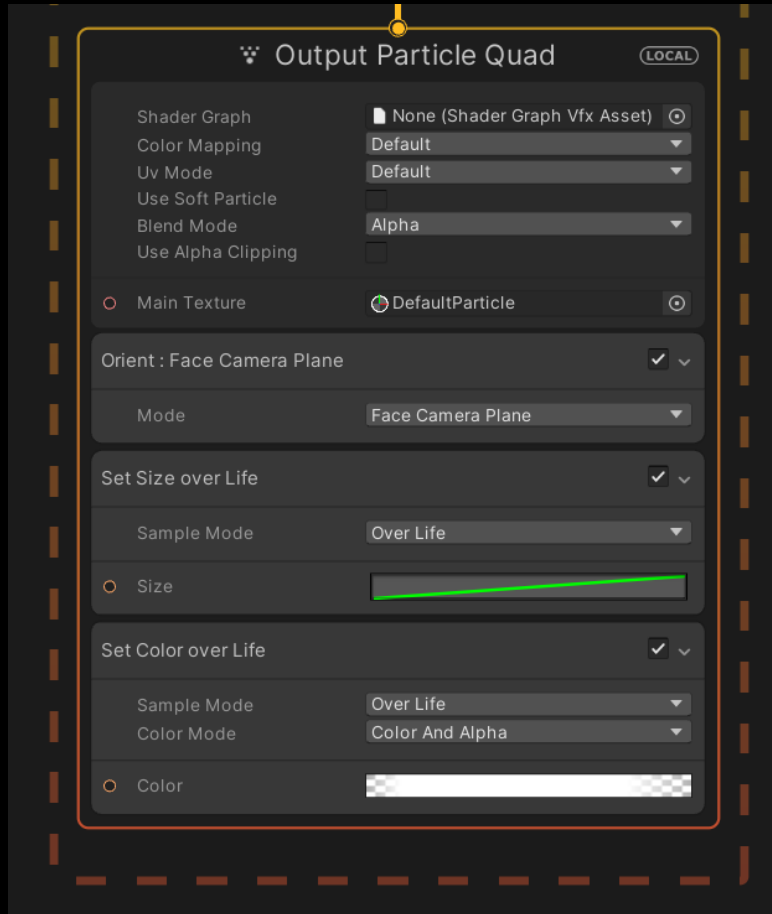 Output Particle Quad LOCAL
Shader Graph None (Shader Graph Vfx Asset)
Color Mapping Default
Uv Mode Default
Use Soft Particle
Blend Mode Alpha
Use Alpha Clipping
Main Texture DefaultParticle
Orient : Face Camera Plane
Mode Face Camera Plane
Set Size over Life
Sample Mode Over Life
Size
Set Color over Life
Sample Mode Over Life
Color Mode Color And Alpha
Color